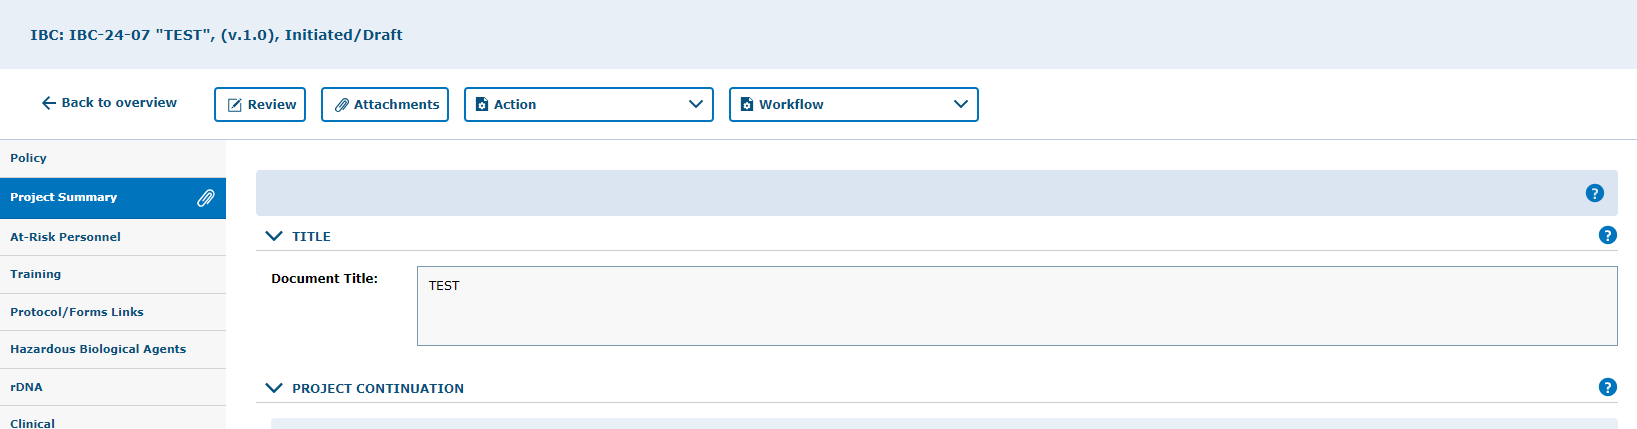 IBC: IBC-24-07 "TEST", (v.1.0), Initiated/Draft
Back to overview
Review
Attachments
Action
Workflow
Policy
Project Summary
At-Risk Personnel
Training
Protocol/Forms Links
Hazardous Biological Agents
rDNA
Clinical
?
TITLE
?
Document Title:
TEST
PROJECT CONTINUATION
?